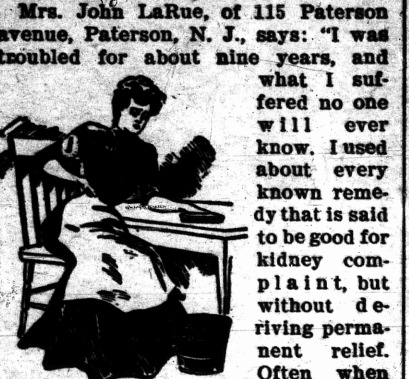 Mrs. John LaRue, of 115 Paterson
avenue, Paterson, N. J., says: "I was
troubled for about nine years, and
what I suf-
fered no one
will ever
know. I used
about every
known reme-
dy that is said
to be good for
kidney com-
plaint, but
without de-
riving perma-
nent relief.
Often when